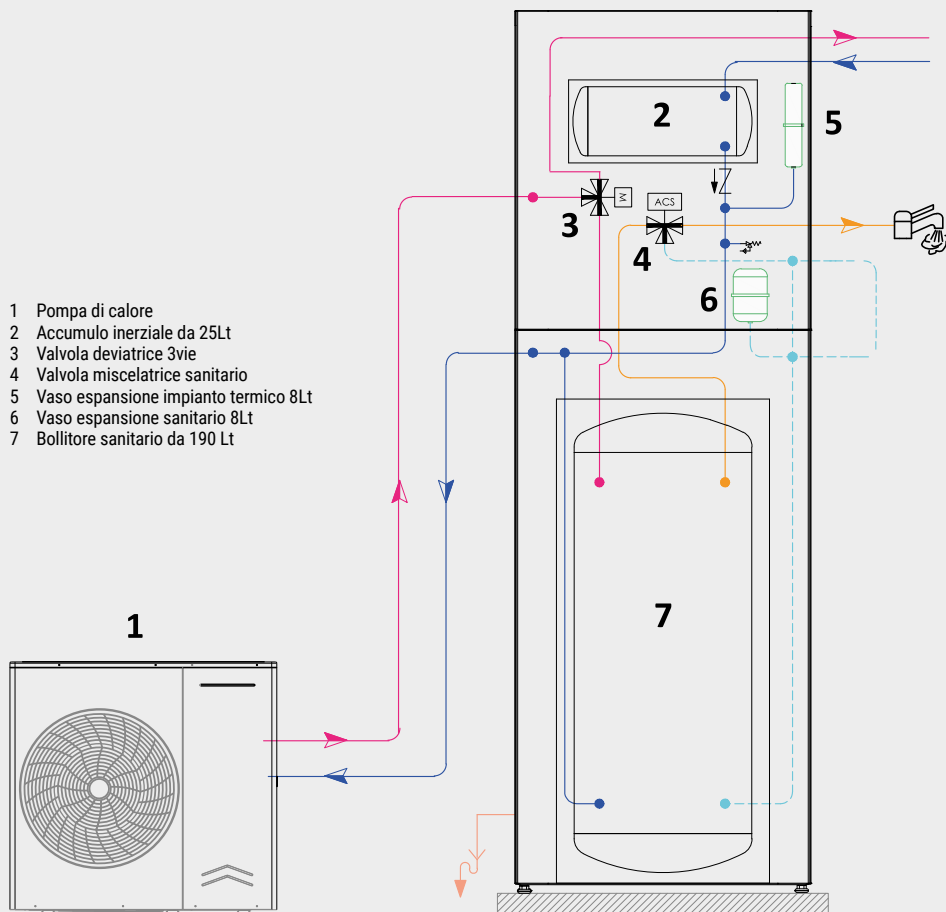 2
5
M
ACS
3
4
6
1 Pompa di calore
2 Accumulo inerziale da 25Lt
3 Valvola deviatrice 3vie
4 Valvola miscelatrice sanitario
5 Vaso espansione impianto termico 8Lt
6 Vaso espansione sanitario 8Lt
7 Bollitore sanitario da 190 Lt
1
7